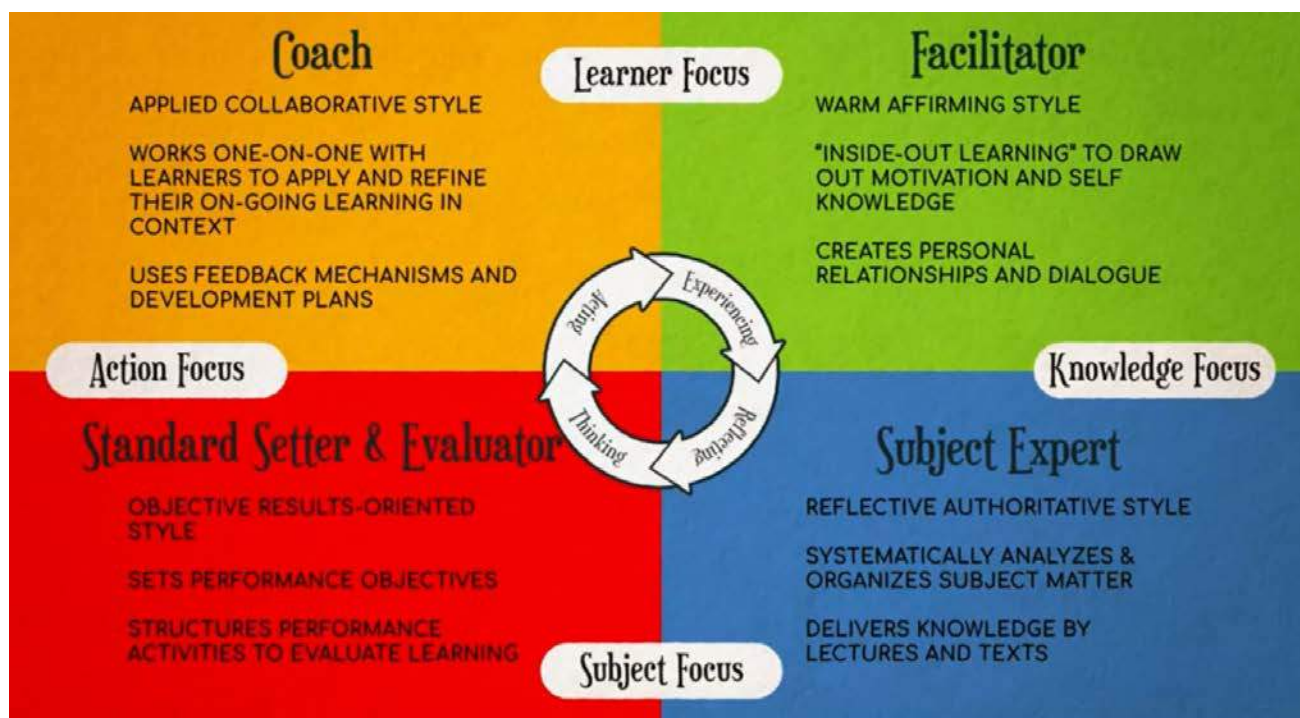 Coach
APPLIED COLLABORATIVE STYLE
WORKS ONE-ON-ONE WITH
LEARNERS TO APPLY AND REFINE
THEIR ON-GOING LEARNING IN
CONTEXT
USES FEEDBACK MECHANISMS AND
DEVELOPMENT PLANS
Learner Focus
Facilitator
WARM AFFIRMING STYLE
"INSIDE-OUT LEARNING" TO DRAW
OUT MOTIVATION AND SELF
KNOWLEDGE
CREATES PERSONAL
RELATIONSHIPS AND DIALOGUE
Acting
Experiencing
Thinking
Reflecting
Action Focus
Knowledge Focus
Standard Setter & Evaluator
OBJECTIVE RESULTS-ORIENTED
STYLE
SETS PERFORMANCE OBJECTIVES
STRUCTURES PERFORMANCE
ACTIVITIES TO EVALUATE LEARNING
Subject Focus
Subject Expert
REFLECTIVE AUTHORITATIVE STYLE
SYSTEMATICALLY ANALYZES &
ORGANIZES SUBJECT MATTER
DELIVERS KNOWLEDGE BY
LECTURES AND TEXTS